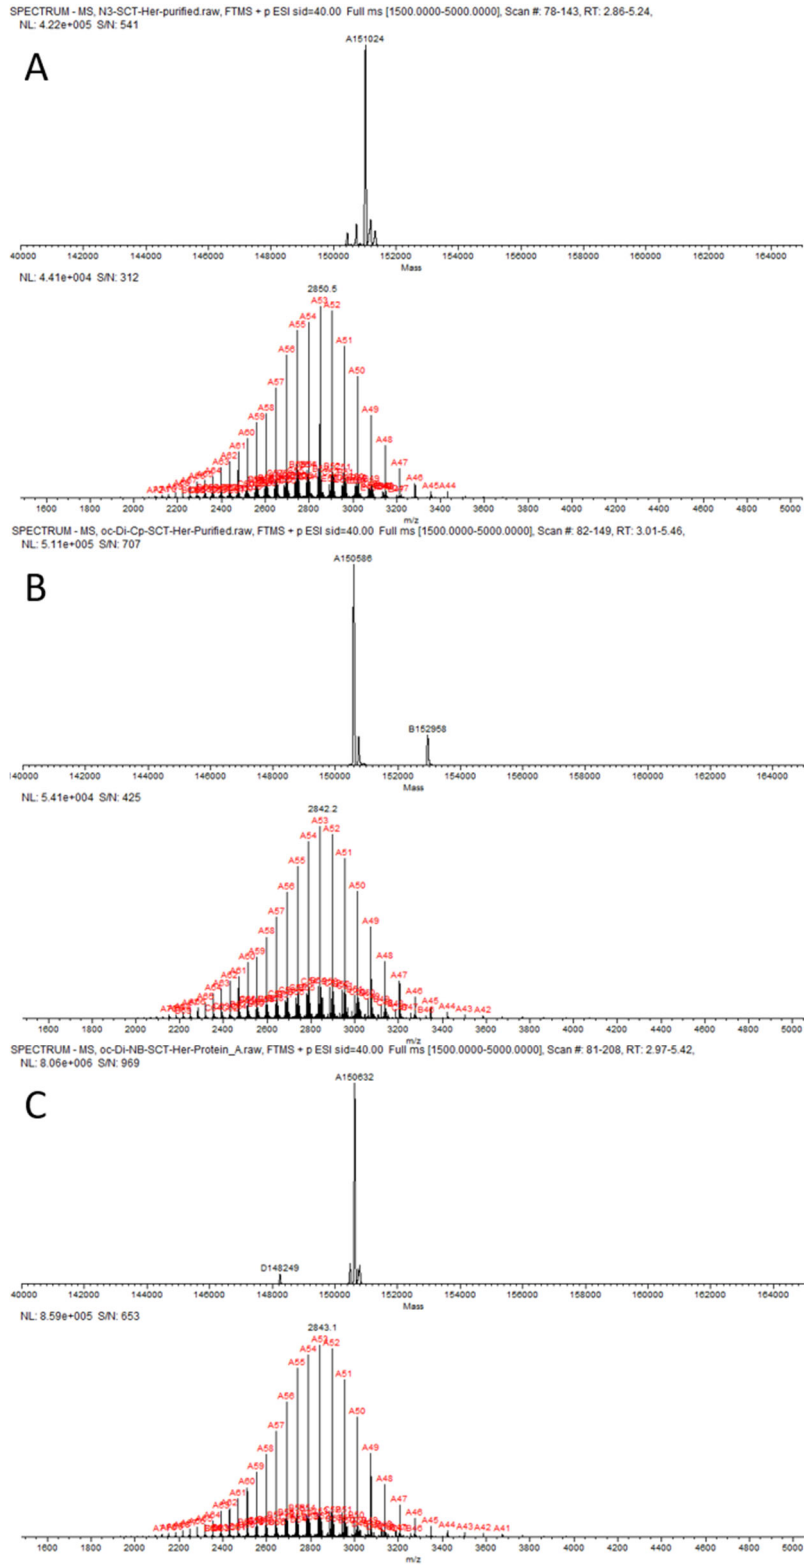 SPECTRUM - MS, N3-SCT-Her-purified.raw, FTMS + p ESI sid=40.00 Full ms [1500.0000-5000.0000], Scan #: 78-143, RT: 2.86-5.24,
NL: 4.22e+005 S/N: 541
A151024
A
40000 142000 144000 146000 148000 150000 152000 154000 156000 158000 160000 162000 164000
Mass
NL: 4.41e+004 S/N: 312
2850.5
A53
A52
A54
A55
A51
A56
A50
A57
A49
A58
A59
A60
A48
A61
A62
A47
A46
A45 A44
1600 1800 2000 2200 2400 2600 2800 3000 3200 3400 3600 3800 4000 4200 4400 4600 4800 5000
m/z
SPECTRUM - MS, oc-Di-Cp-SCT-Her-Purified.raw, FTMS + p ESI sid=40.00 Full ms [1500.0000-5000.0000], Scan #: 82-149, RT: 3.01-5.46,
NL: 5.11e+005 S/N: 707
A150586
B
B152958
140000 142000 144000 146000 148000 150000 152000 154000 156000 158000 160000 162000 164000
Mass
NL: 5.41e+004 S/N: 425
2842.2
A53
A52
A54
A51
A55
A56
A50
A57
A49
A58
A59
A60
A48
A61
A47
A46
A45
A44
A43 A42
1600 1800 2000 2200 2400 2600 2800 3000 3200 3400 3600 3800 4000 4200 4400 4600 4800 5000
m/z
SPECTRUM - MS, oc-Di-NB-SCT-Her-Protein_A.raw, FTMS + p ESI sid=40.00 Full ms [1500.0000-5000.0000], Scan #: 81-208, RT: 2.97-5.42,
NL: 8.06e+006 S/N: 969
A150632
C
D148249
40000 142000 144000 146000 148000 150000 152000 154000 156000 158000 160000 162000 164000
Mass
NL: 8.59e+005 S/N: 653
2843.1
A53
A52
A54
A55
A51
A56
A50
A57
A58
A49
A59
A60
A48
A61
A47
A46
A45
A44 A43 A42 A41
1600 1800 2000 2200 2400 2600 2800 3000 3200 3400 3600 3800 4000 4200 4400 4600 4800 5000
m/z